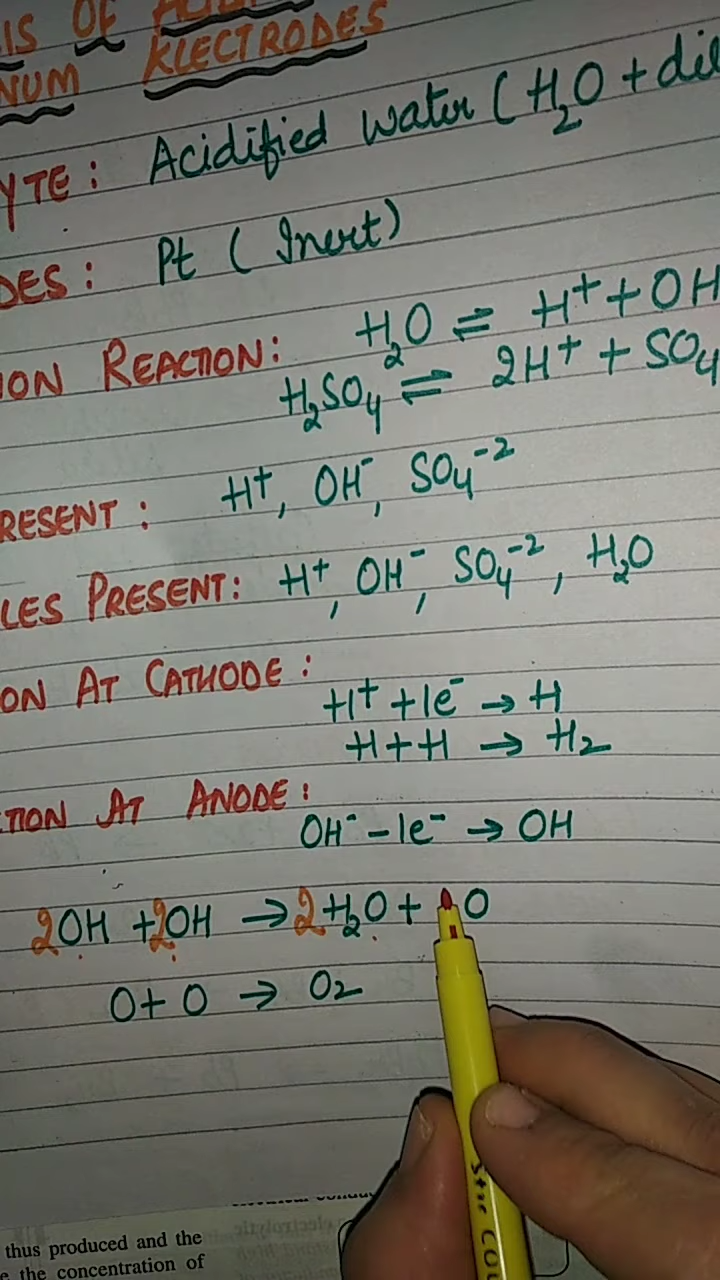 IS OF
NUM ELECTRODES
YTE: Acidified water (H₂O + dil
DES: Pt (Inert)
ION REACTION: H₂O ⇌ H⁺ + OH
H₂SO₄ ⇌ 2H⁺ + SO₄
RESENT: H⁺, OH⁻, SO₄⁻²
LES PRESENT: H⁺, OH⁻, SO₄⁻², H₂O
ON AT CATHODE:
H⁺ + 1e⁻ → H
H + H → H₂
TION AT ANODE:
OH⁻ – 1e⁻ → OH
2OH + 2OH → 2H₂O + O
O + O → O₂
thus produced and the
the concentration of